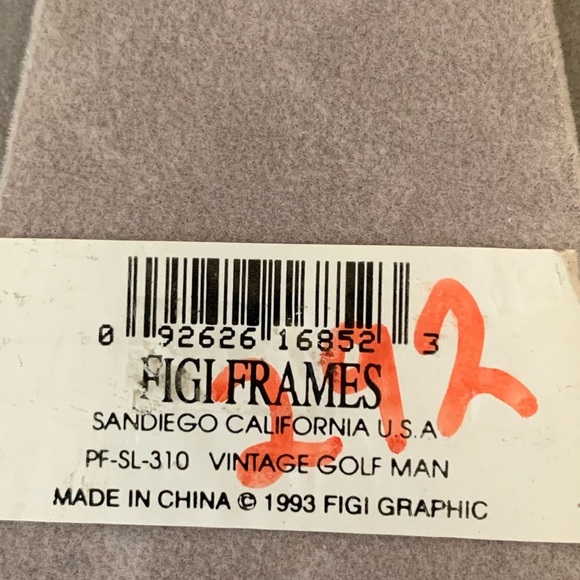 0 92626 16852 3
FIGI FRAMES
SANDIEGO CALIFORNIA U.S.A
PF-SL-310 VINTAGE GOLF MAN
MADE IN CHINA © 1993 FIGI GRAPHIC